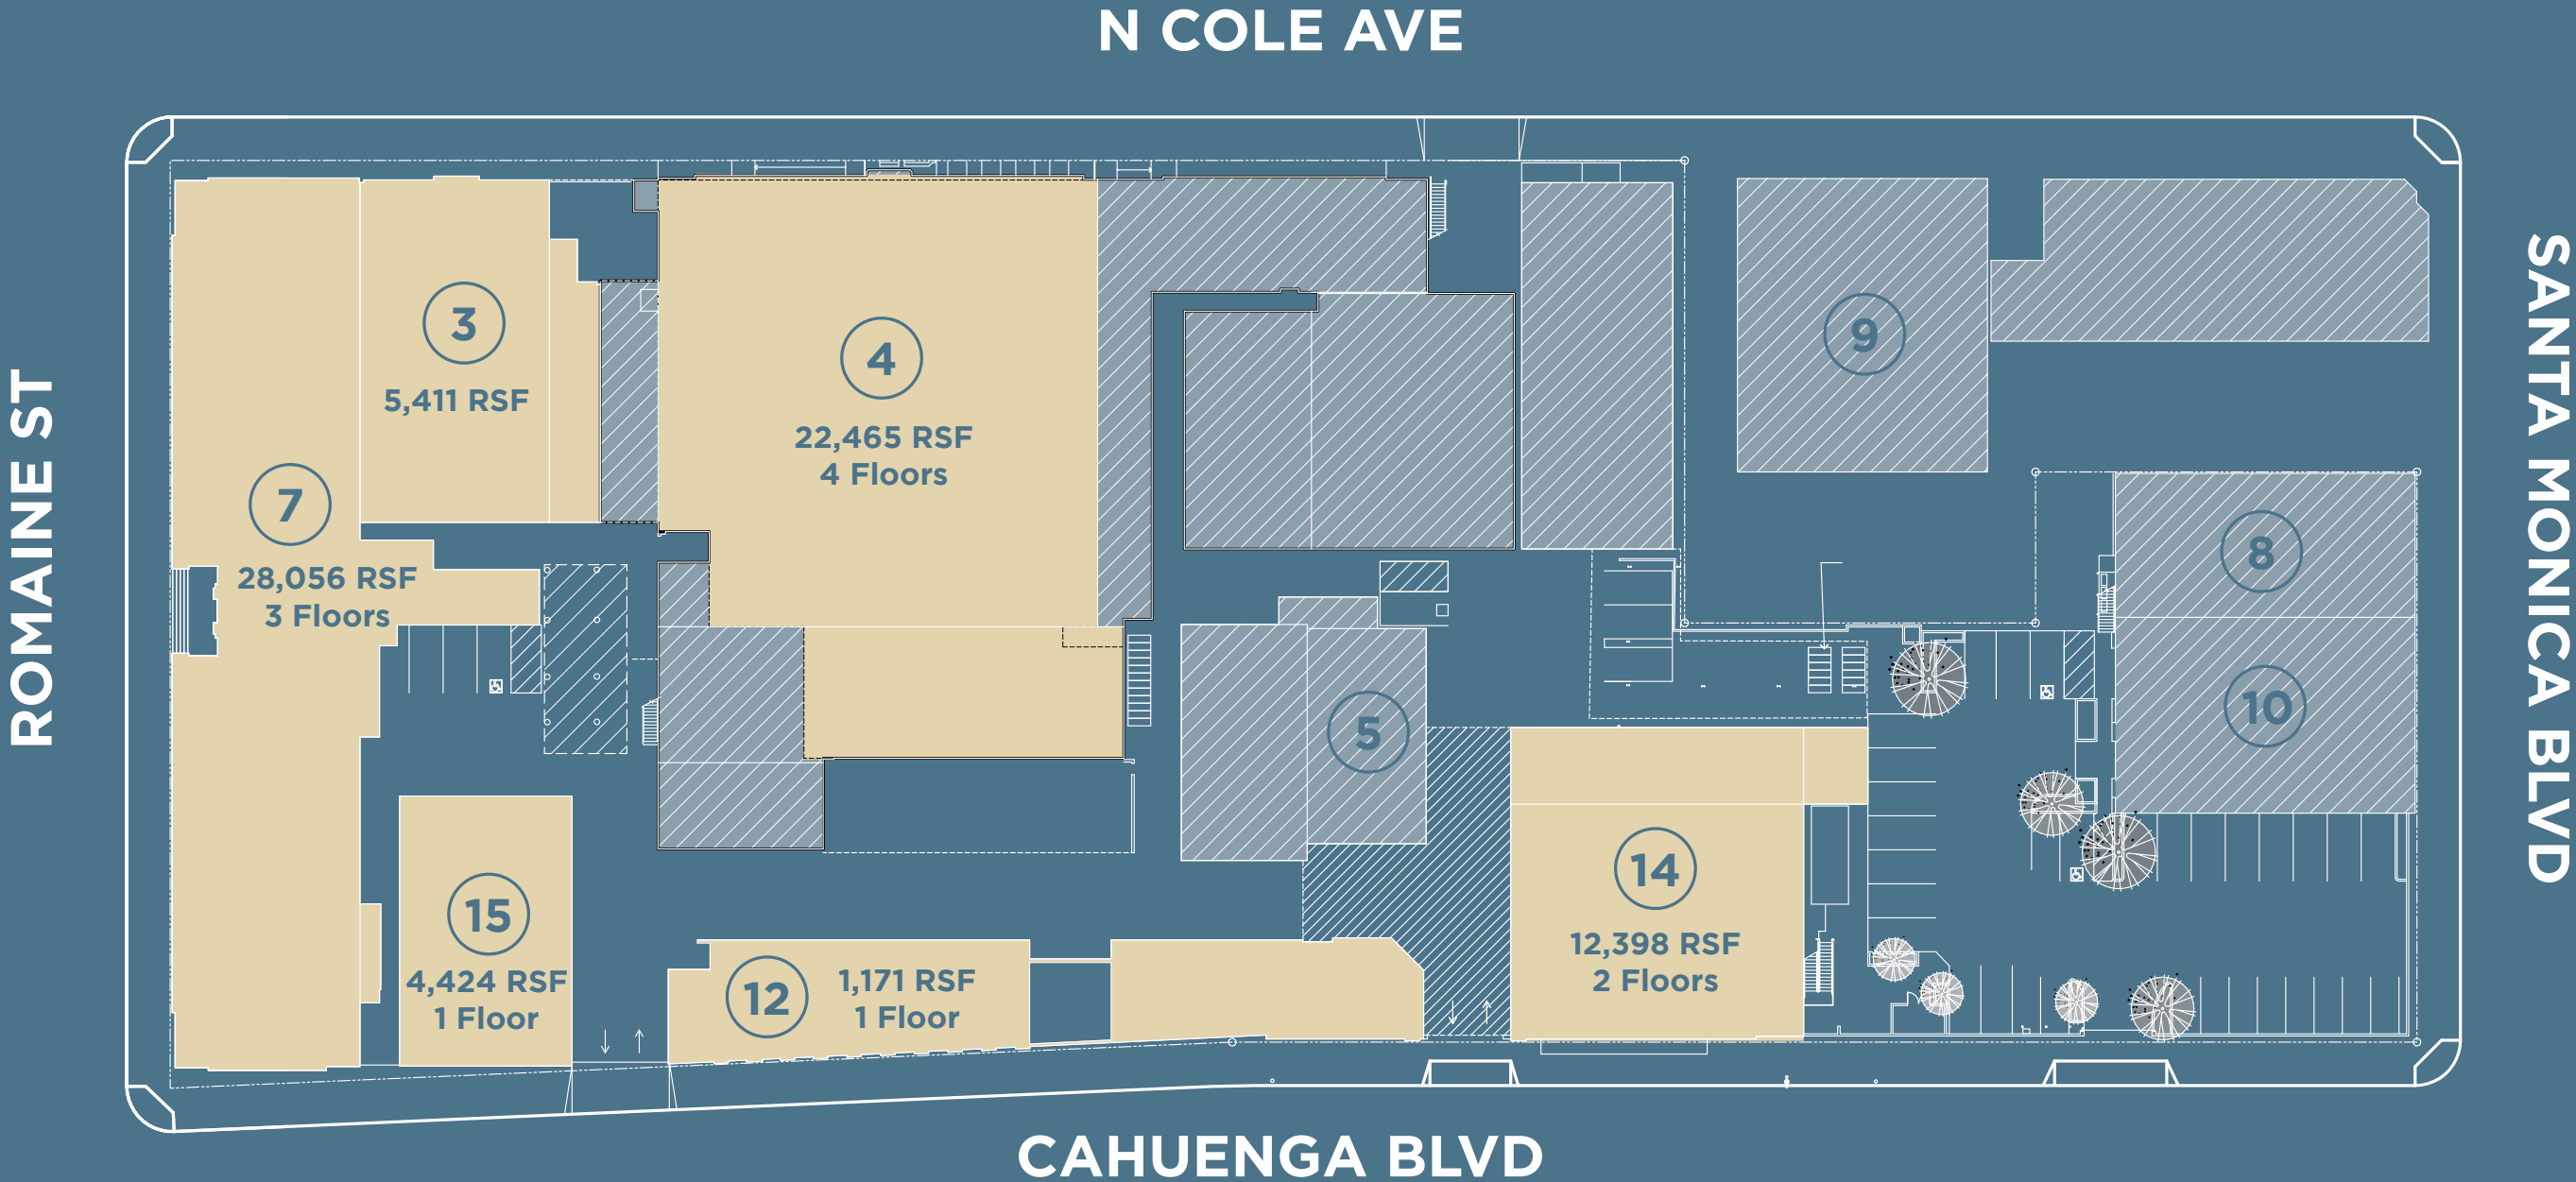 N COLE AVE
ROMAINE ST
SANTA MONICA BLVD
3
5,411 RSF
4
22,465 RSF
4 Floors
9
7
28,056 RSF
3 Floors
8
10
5
14
12,398 RSF
2 Floors
15
4,424 RSF
1 Floor
12
1,171 RSF
1 Floor
CAHUENGA BLVD